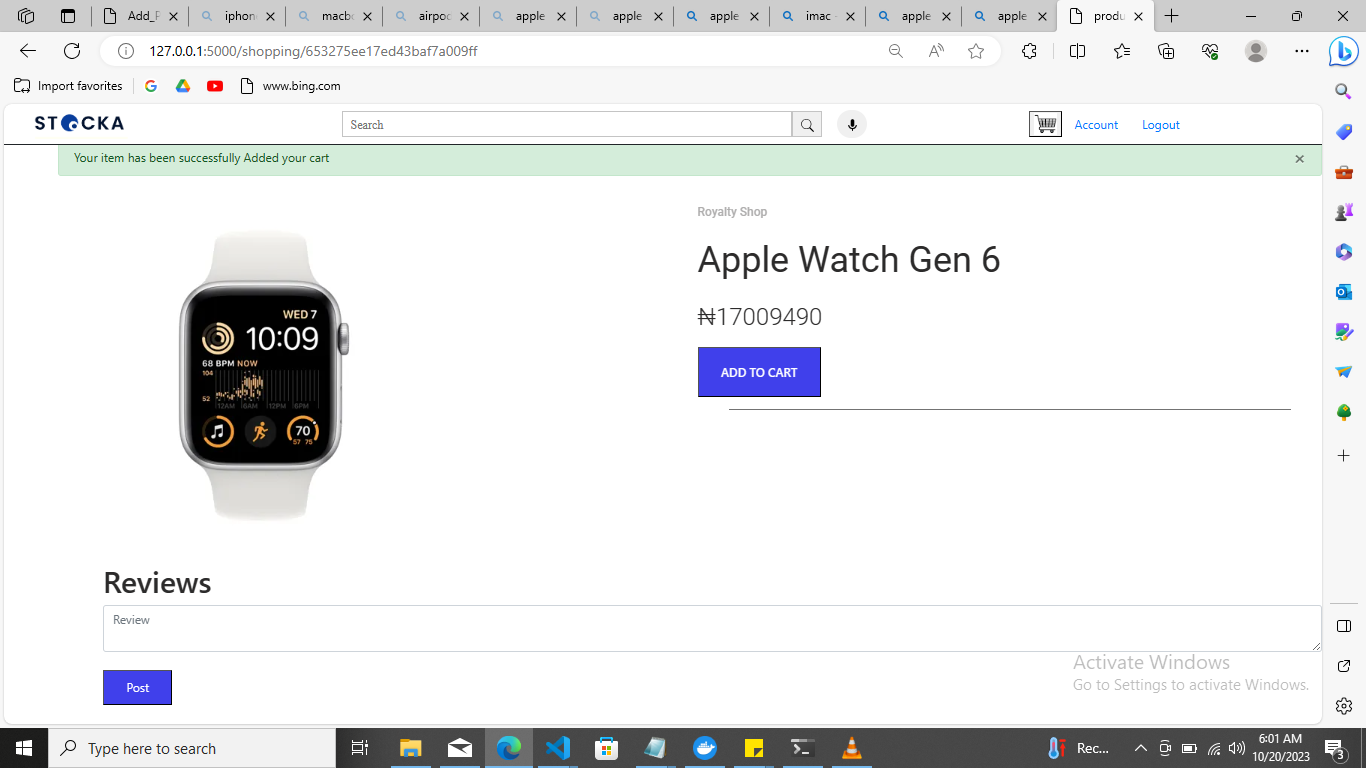 Add_P
iphon
macbo
airpoc
apple
apple
apple
imac -
apple
apple
produ
127.0.0.1:5000/shopping/653275ee17ed43baf7a009ff
Import favorites
www.bing.com
STOCKA
Search
Account
Logout
Your item has been successfully Added your cart
×
Royalty Shop
Apple Watch Gen 6
₦17009490
ADD TO CART
WED 7
10:09
68 BPM NOW
104
52
12AM 6AM 12PM 6PM
70
57 75
Reviews
Review
Post
Activate Windows
Go to Settings to activate Windows.
Type here to search
Rec...
6:01 AM
10/20/2023
3